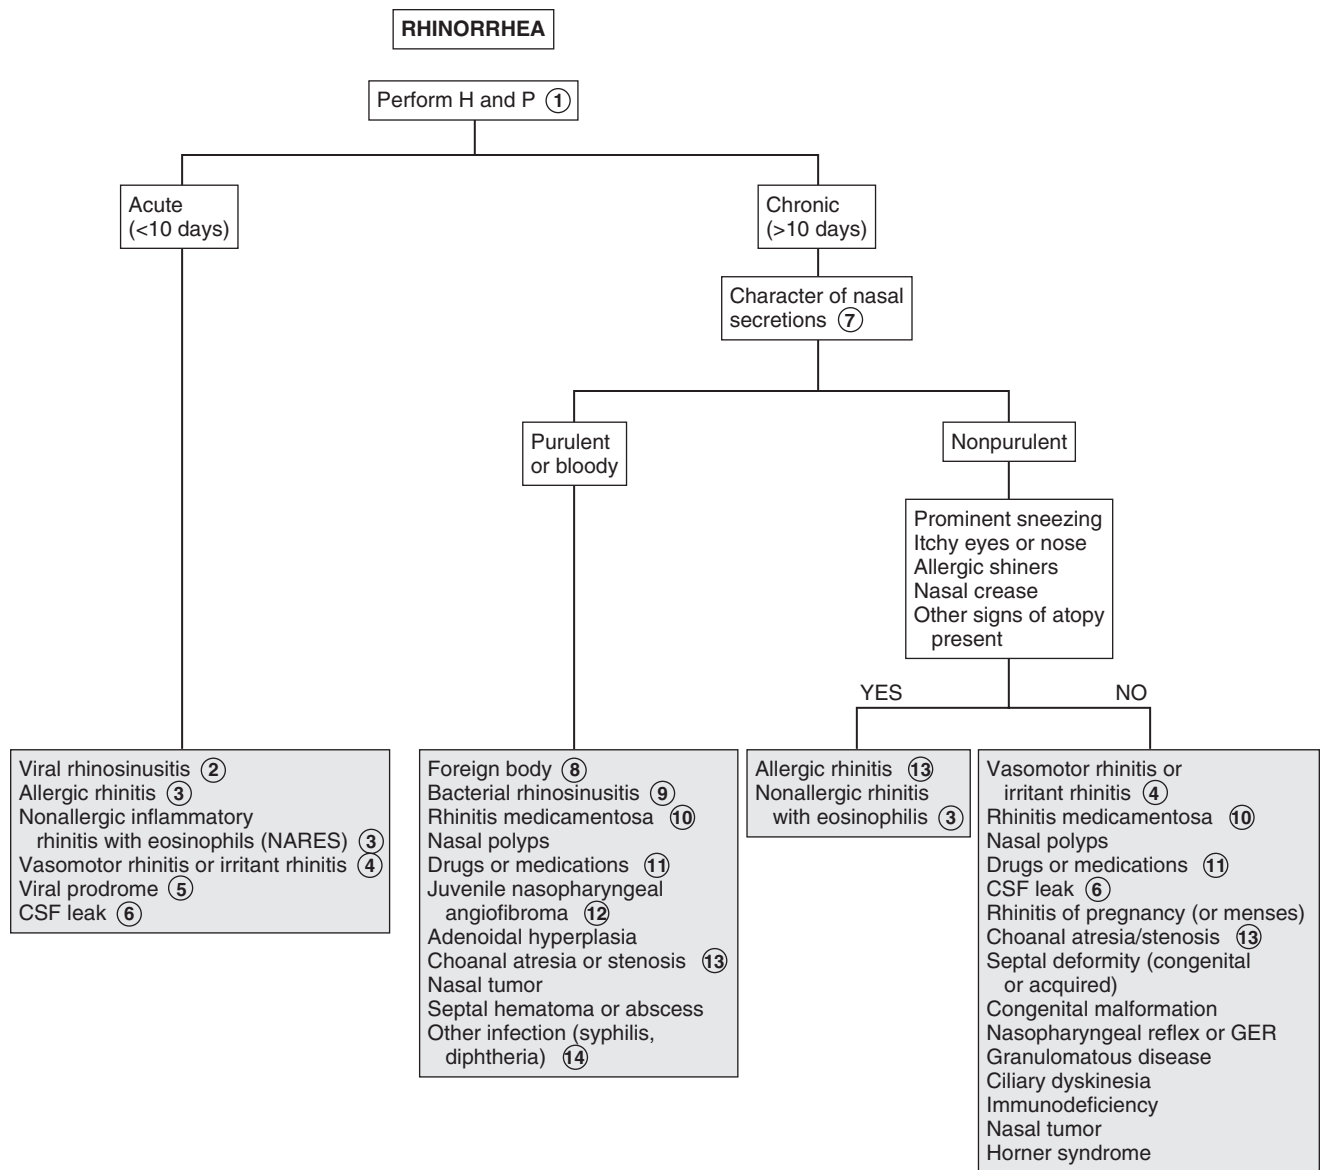 RHINORRHEA
Perform H and P 1
Acute
(<10 days)
Chronic
(>10 days)
Character of nasal
secretions 7
Purulent
or bloody
Nonpurulent
Prominent sneezing
Itchy eyes or nose
Allergic shiners
Nasal crease
Other signs of atopy
present
YES
NO
Viral rhinosinusitis 2
Allergic rhinitis 3
Nonallergic inflammatory
rhinitis with eosinophils (NARES) 3
Vasomotor rhinitis or irritant rhinitis 4
Viral prodrome 5
CSF leak 6
Foreign body 8
Bacterial rhinosinusitis 9
Rhinitis medicamentosa 10
Nasal polyps
Drugs or medications 11
Juvenile nasopharyngeal
angiofibroma 12
Adenoidal hyperplasia
Choanal atresia or stenosis 13
Nasal tumor
Septal hematoma or abscess
Other infection (syphilis,
diphtheria) 14
Allergic rhinitis 13
Nonallergic rhinitis
with eosinophilis 3
Vasomotor rhinitis or
irritant rhinitis 4
Rhinitis medicamentosa 10
Nasal polyps
Drugs or medications 11
CSF leak 6
Rhinitis of pregnancy (or menses)
Choanal atresia/stenosis 13
Septal deformity (congenital
or acquired)
Congenital malformation
Nasopharyngeal reflex or GER
Granulomatous disease
Ciliary dyskinesia
Immunodeficiency
Nasal tumor
Horner syndrome